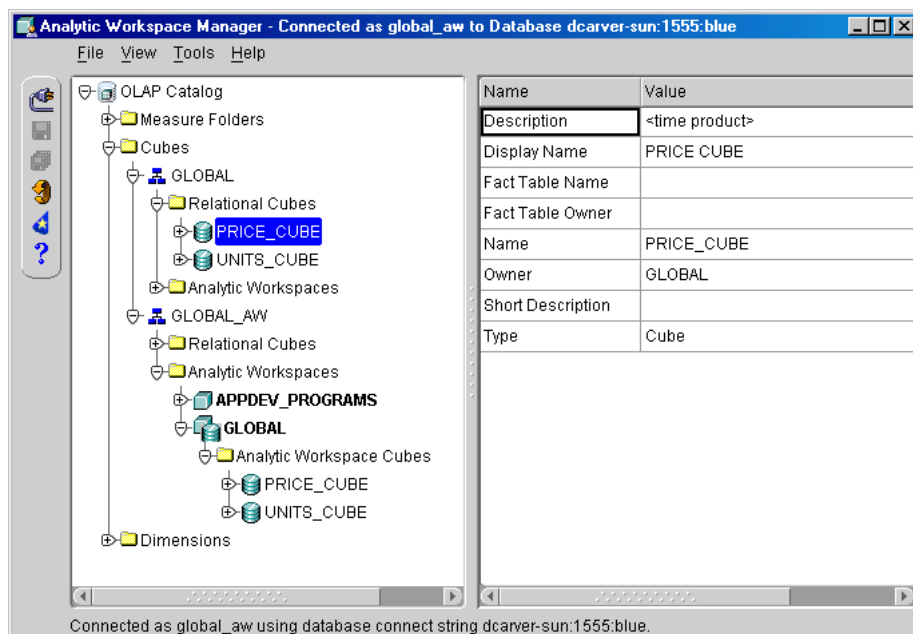 Analytic Workspace Manager - Connected as global_aw to Database dcarver-sun:1555:blue
File View Tools Help
OLAP Catalog
Measure Folders
Cubes
GLOBAL
Relational Cubes
PRICE_CUBE
UNITS_CUBE
Analytic Workspaces
GLOBAL_AW
Relational Cubes
Analytic Workspaces
APPDEV_PROGRAMS
GLOBAL
Analytic Workspace Cubes
PRICE_CUBE
UNITS_CUBE
Dimensions
Name Value
Description <time product>
Display Name PRICE CUBE
Fact Table Name
Fact Table Owner
Name PRICE_CUBE
Owner GLOBAL
Short Description
Type Cube
Connected as global_aw using database connect string dcarver-sun:1555:blue.